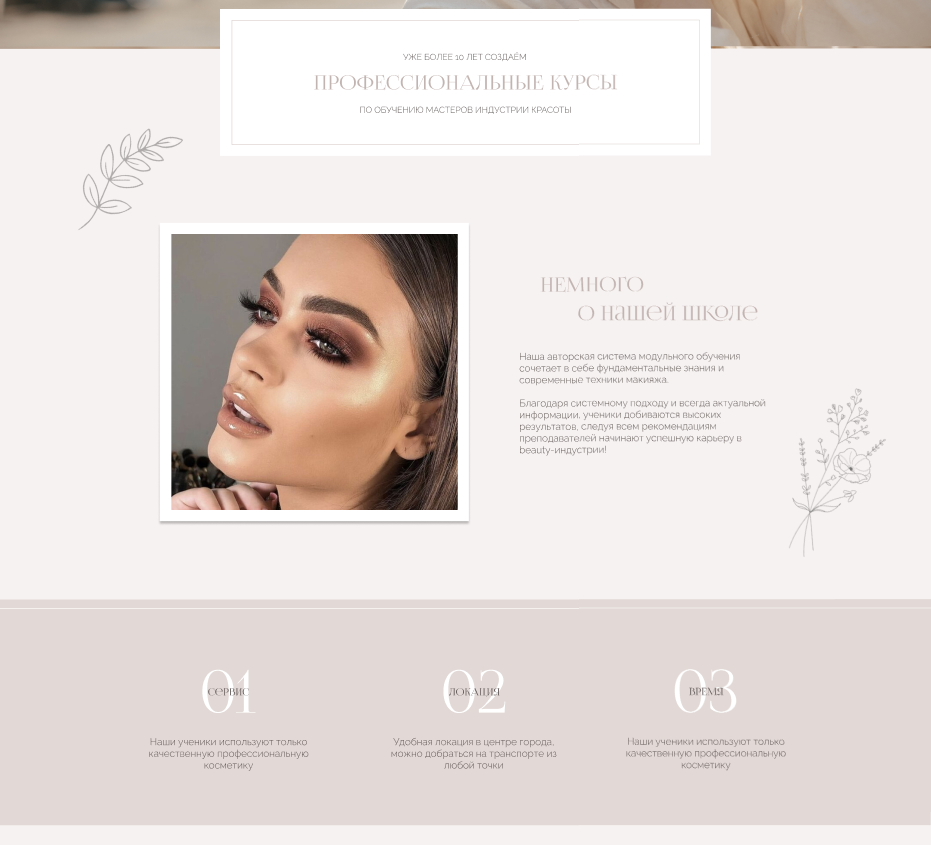 УЖЕ БОЛЕЕ 10 ЛЕТ СОЗДАЁМ
ПРОФЕССИОНАЛЬНЫЕ КУРСЫ
ПО ОБУЧЕНИЮ МАСТЕРОВ ИНДУСТРИИ КРАСОТЫ
НЕМНОГО
О НАШЕЙ ШКОЛЕ
Наша авторская система модульного обучения
сочетает в себе фундаментальные знания и
современные техники макияжа.
Благодаря системному подходу и всегда актуальной
информации, ученики добиваются высоких
результатов, следуя всем рекомендациям
преподавателей начинают успешную карьеру в
beauty-индустрии!
01
СЕРВИС
Наши ученики используют только
качественную профессиональную
косметику
02
ЛОКАЦИЯ
Удобная локация в центре города,
можно добраться на транспорте из
любой точки
03
ВРЕМЯ
Наши ученики используют только
качественную профессиональную
косметику